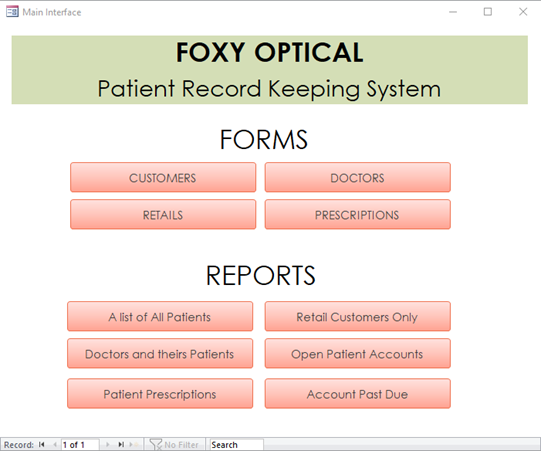 Main Interface
FOXY OPTICAL
Patient Record Keeping System
FORMS
CUSTOMERS
DOCTORS
RETAILS
PRESCRIPTIONS
REPORTS
A list of All Patients
Retail Customers Only
Doctors and theirs Patients
Open Patient Accounts
Patient Prescriptions
Account Past Due
Record: 1 of 1 No Filter Search